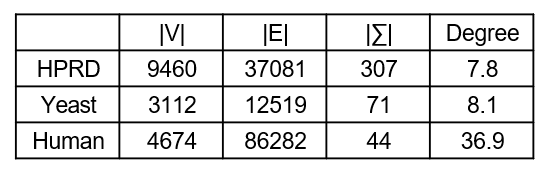 |V| |E| |∑| Degree
HPRD 9460 37081 307 7.8
Yeast 3112 12519 71 8.1
Human 4674 86282 44 36.9